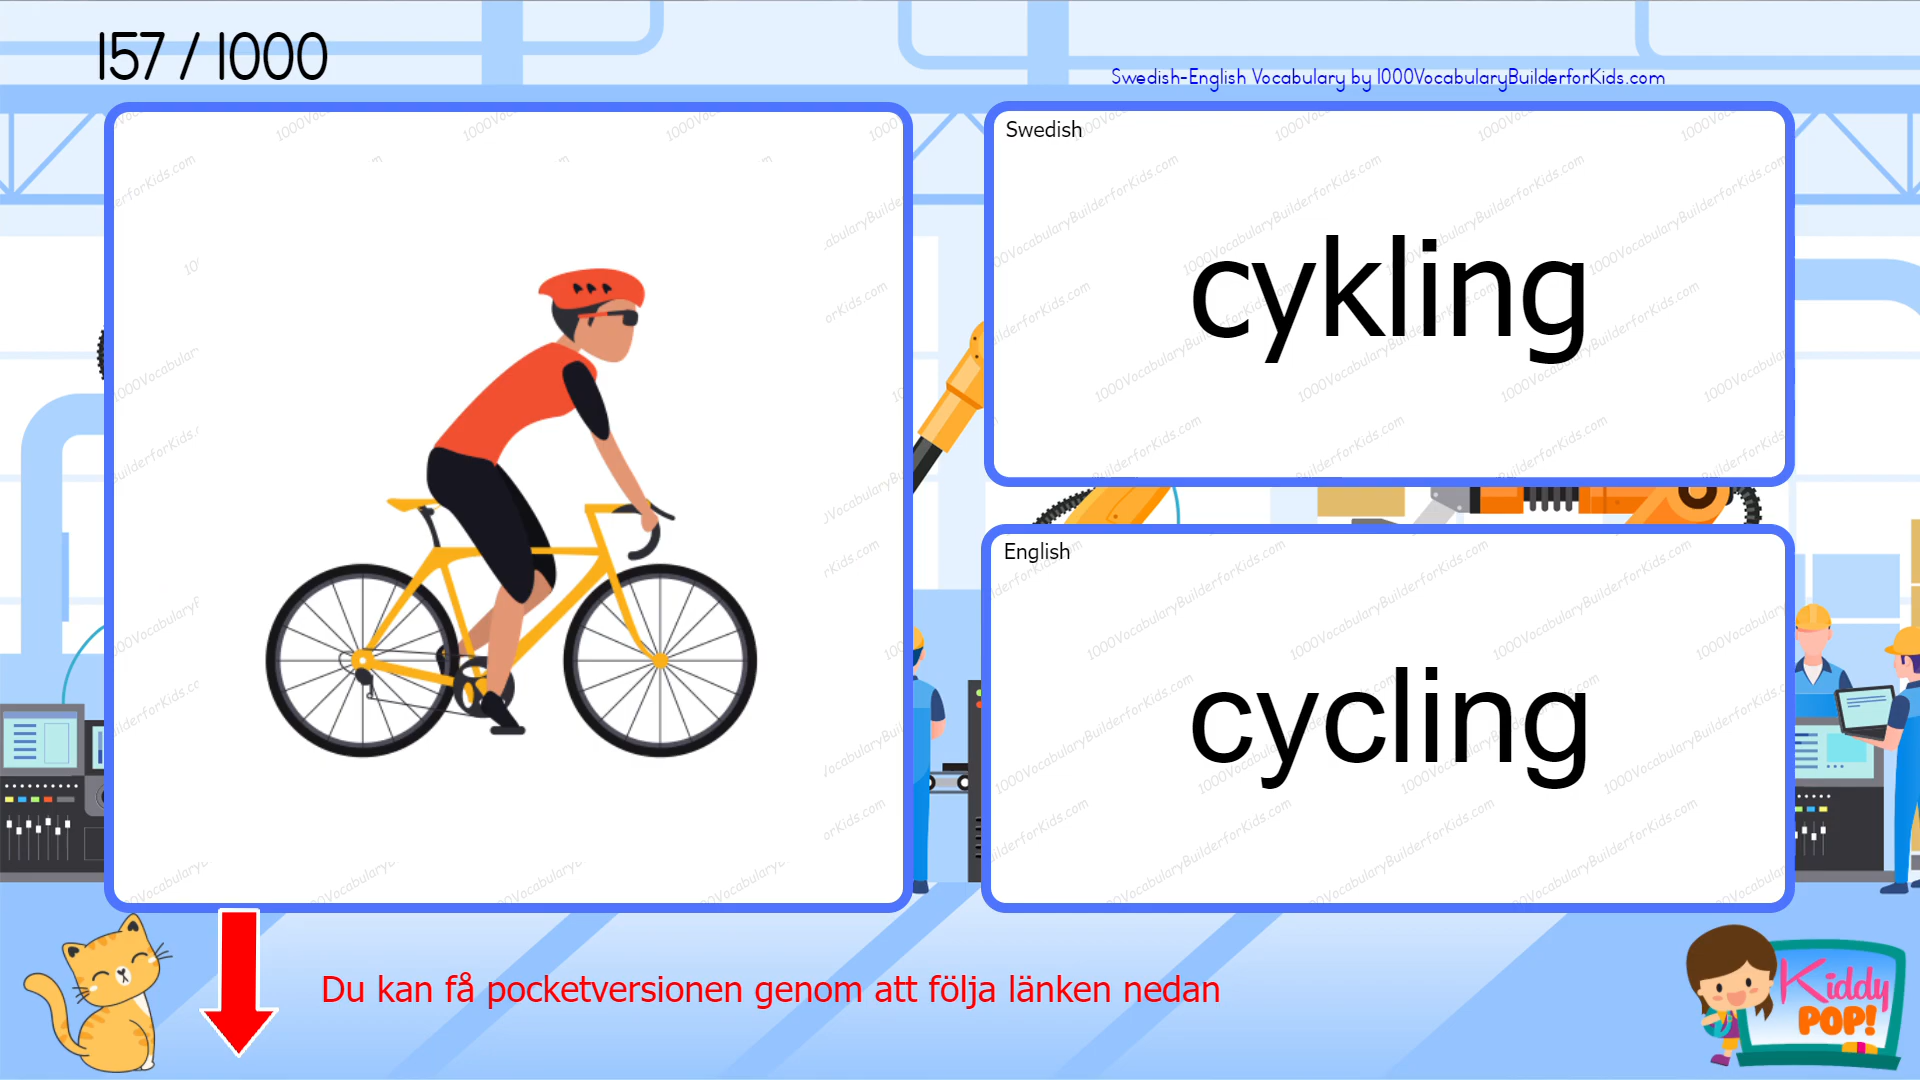 157 / 1000
Swedish-English Vocabulary by 1000VocabularyBuilderforKids.com
Swedish
cykling
English
cycling
Du kan få pocketversionen genom att följa länken nedan
Kiddy
POP!